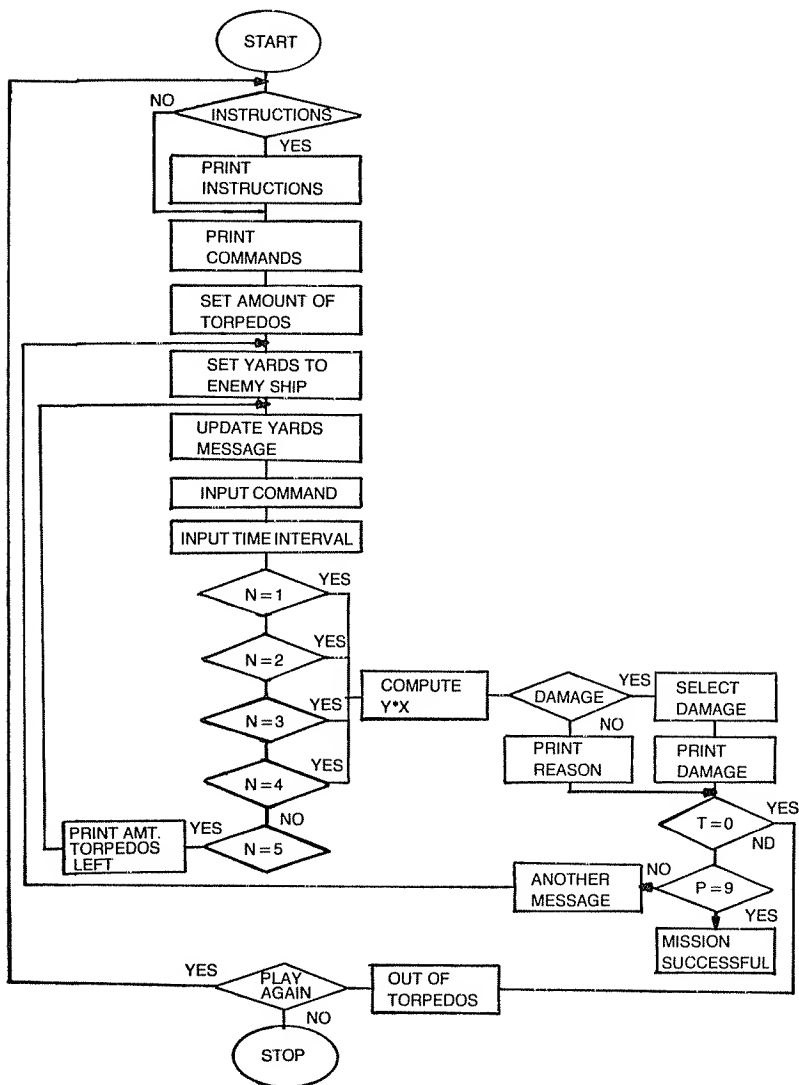 START
NO
INSTRUCTIONS
YES
PRINT
INSTRUCTIONS
PRINT
COMMANDS
SET AMOUNT OF
TORPEDOS
SET YARDS TO
ENEMY SHIP
UPDATE YARDS
MESSAGE
INPUT COMMAND
INPUT TIME INTERVAL
YES
N=1
YES
N=2
YES
N=3
YES
N=4
NO
YES
N=5
PRINT AMT.
TORPEDOS
LEFT
COMPUTE
Y*X
DAMAGE
YES
SELECT
DAMAGE
NO
PRINT
REASON
PRINT
DAMAGE
YES
T=0
ND
NO
P=9
YES
ANOTHER
MESSAGE
MISSION
SUCCESSFUL
YES
PLAY
AGAIN
NO
OUT OF
TORPEDOS
STOP